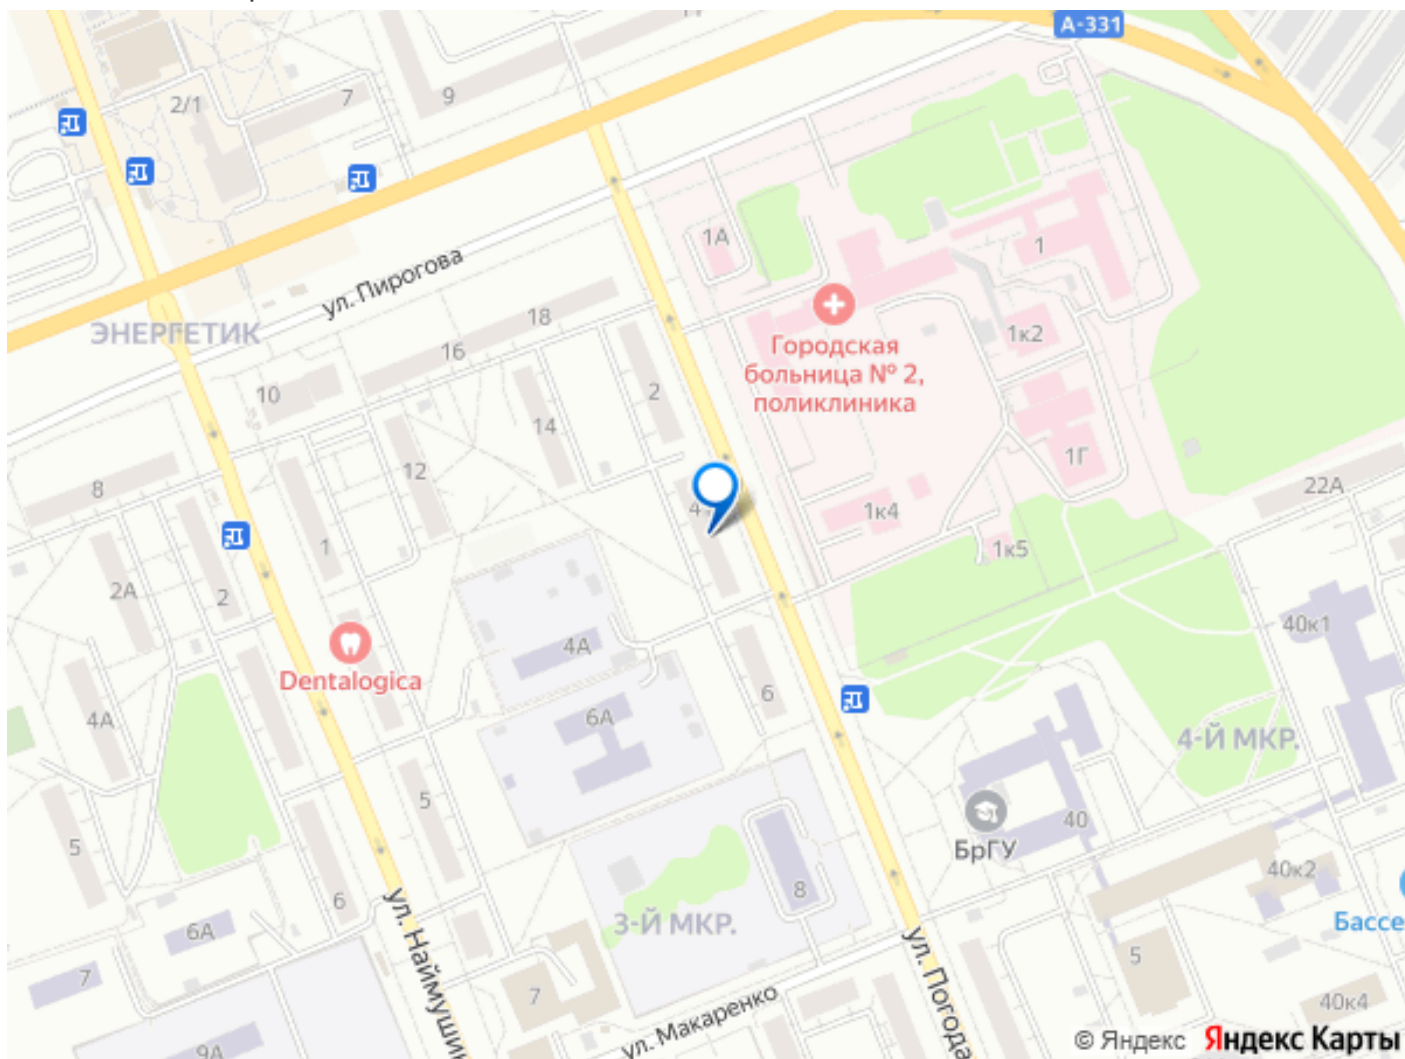 А-331
7
9
2/1
1А
1
ул. Пирогова
18
ЭНЕРГЕТИК
16
1к2
Городская
больница № 2,
поликлиника
10
2
14
12
1Г
8
22А
4
1к4
1
1к5
2А
2
40к1
4А
Dentalogica
6
6А
4А
4-Й МКР.
5
40
5
БрГУ
40к2
8
6
3-Й МКР.
Бассе
6А
ул. Наймушин
ул. Погода
5
7
7
ул. Макаренко
40к4
9А
© Яндекс Яндекс Карты